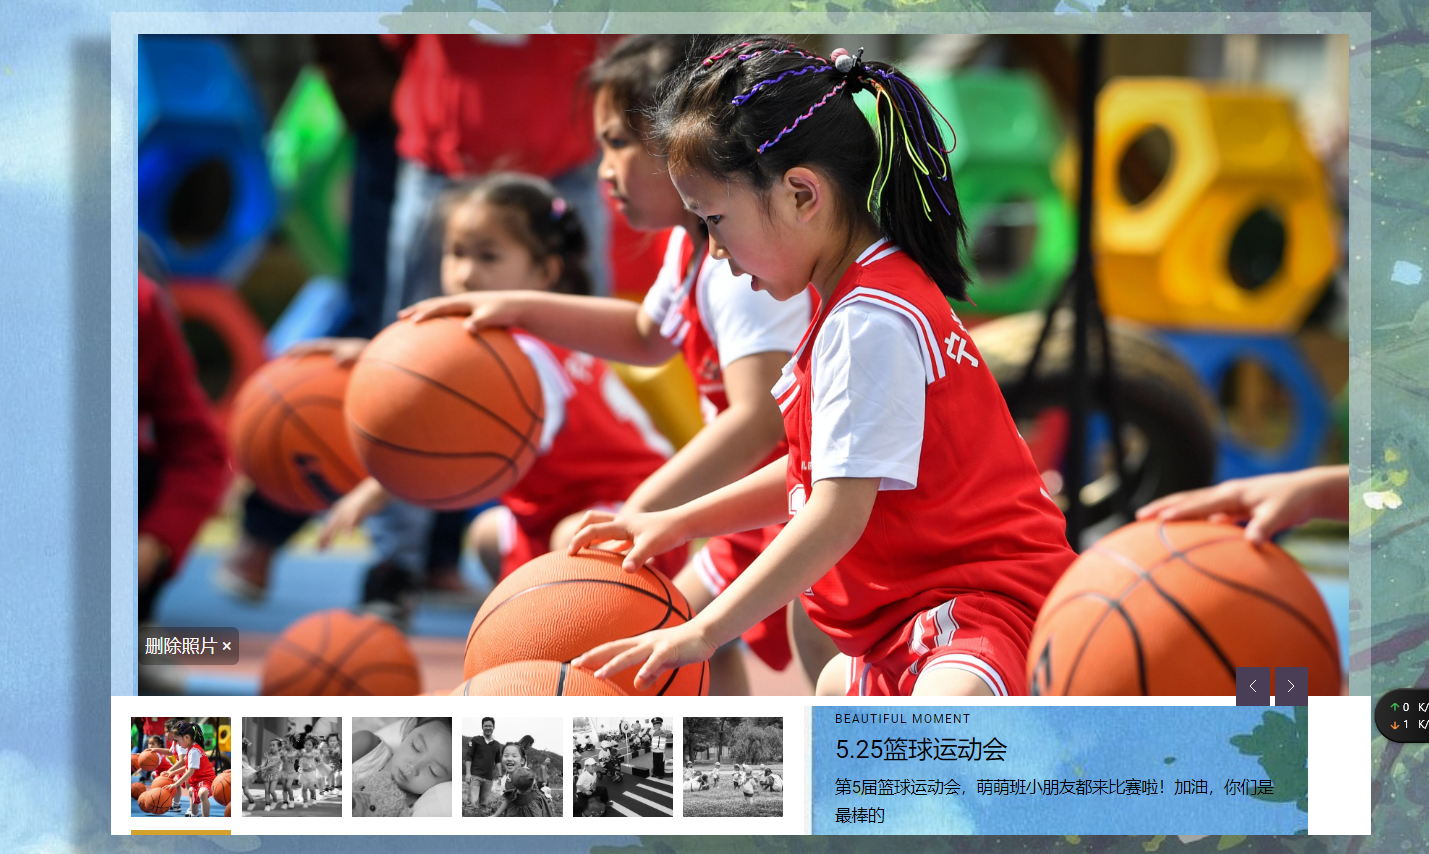 宁
删除照片 ×
BEAUTIFUL MOMENT
5.25篮球运动会
第5届篮球运动会，萌萌班小朋友都来比赛啦！加油，你们是
最棒的
0 K/
1 K/